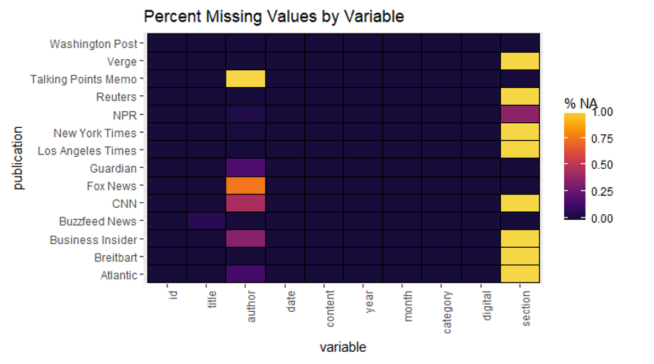 Percent Missing Values by Variable
publication
Washington Post
Verge
Talking Points Memo
Reuters
NPR
New York Times
Los Angeles Times
Guardian
Fox News
CNN
Buzzfeed News
Business Insider
Breitbart
Atlantic
id
title
author
date
content
year
month
category
digital
section
variable
% NA
1.00
0.75
0.50
0.25
0.00